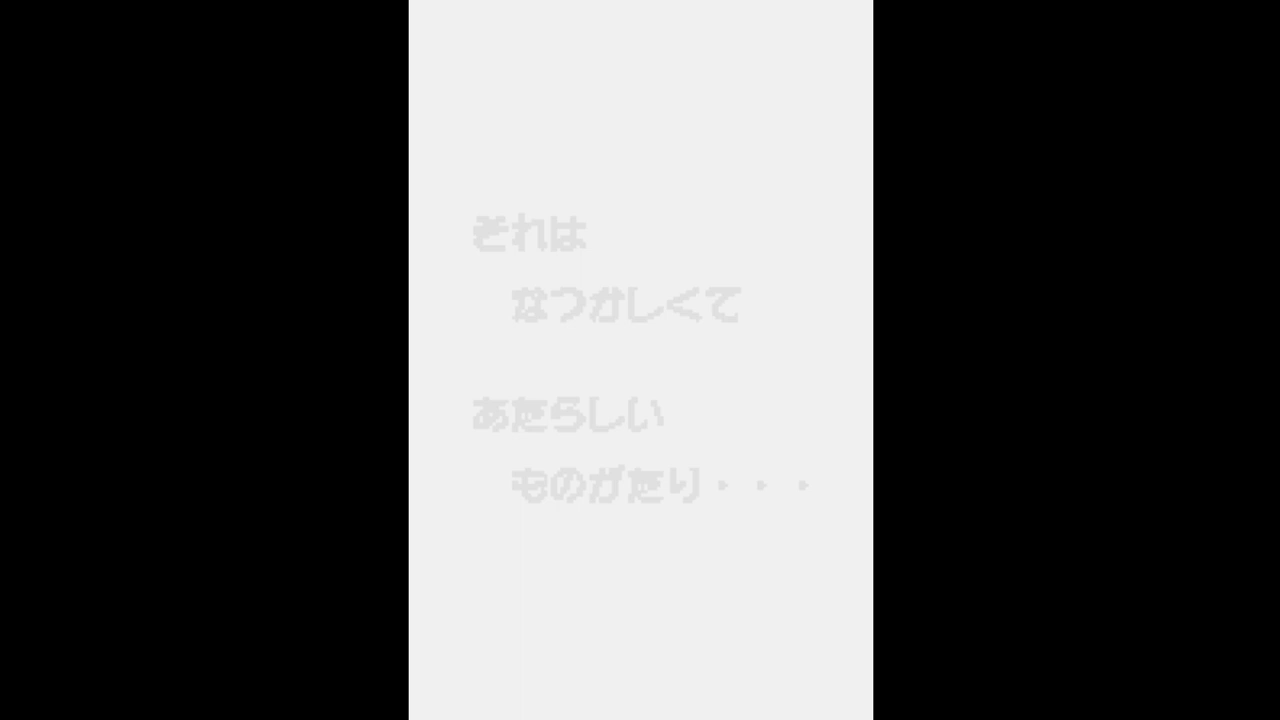 それは
なつかしくて
あたらしい
ものがたり・・・